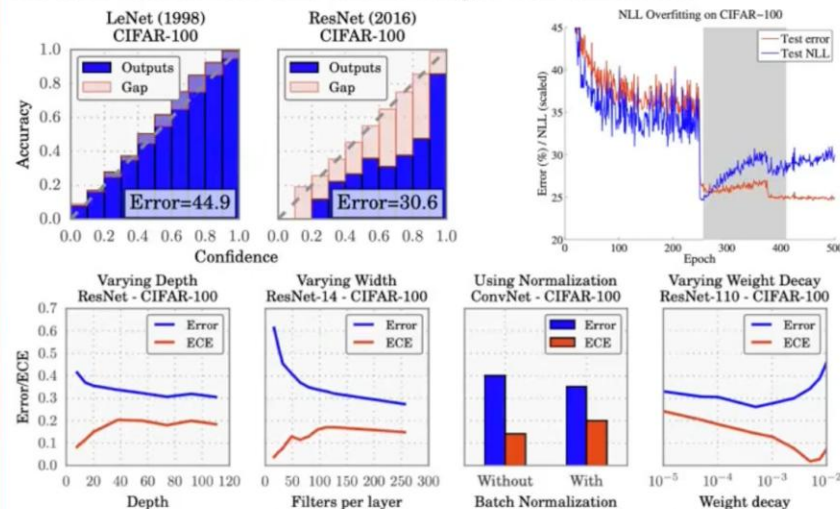 LeNet (1998)
CIFAR-100
ResNet (2016)
CIFAR-100
NLL Overfitting on CIFAR−100
Accuracy
1.0
0.8
0.6
0.4
0.2
0.0
Outputs
Gap
Error=44.9
0.0 0.2 0.4 0.6 0.8 1.0
Outputs
Gap
Error=30.6
0.0 0.2 0.4 0.6 0.8 1.0
Confidence
Error (%) / NLL (scaled)
45
40
35
30
25
20
Test error
Test NLL
0 100 200 300 400 500
Epoch
Varying Depth
ResNet - CIFAR-100
Error/ECE
0.7
0.6
0.5
0.4
0.3
0.2
0.1
0.0
Error
ECE
0 20 40 60 80 100 120
Depth
Varying Width
ResNet-14 - CIFAR-100
Error
ECE
0 50 100 150 200 250 300
Filters per layer
Using Normalization
ConvNet - CIFAR-100
Error
ECE
Without With
Batch Normalization
Varying Weight Decay
ResNet-110 - CIFAR-100
Error
ECE
10⁻⁵ 10⁻⁴ 10⁻³ 10⁻²
Weight decay